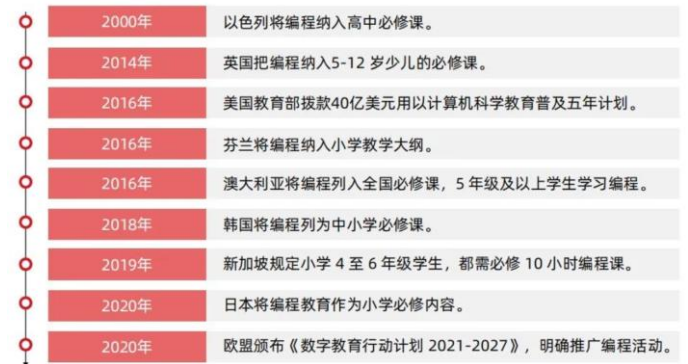 2000年 以色列将编程纳入高中必修课。
2014年 英国把编程纳入5-12 岁少儿的必修课。
2016年 美国教育部拨款40亿美元用以计算机科学教育普及五年计划。
2016年 芬兰将编程纳入小学教学大纲。
2016年 澳大利亚将编程列入全国必修课，5 年级及以上学生学习编程。
2018年 韩国将编程列为中小学必修课。
2019年 新加坡规定小学 4 至 6 年级学生，都需必修 10 小时编程课。
2020年 日本将编程教育作为小学必修内容。
2020年 欧盟颁布《数字教育行动计划 2021-2027》，明确推广编程活动。